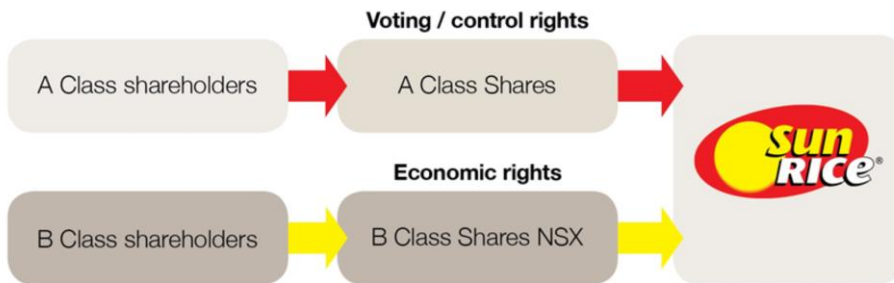 Voting / control rights
A Class shareholders
A Class Shares
Sun
RICe®
Economic rights
B Class shareholders
B Class Shares NSX